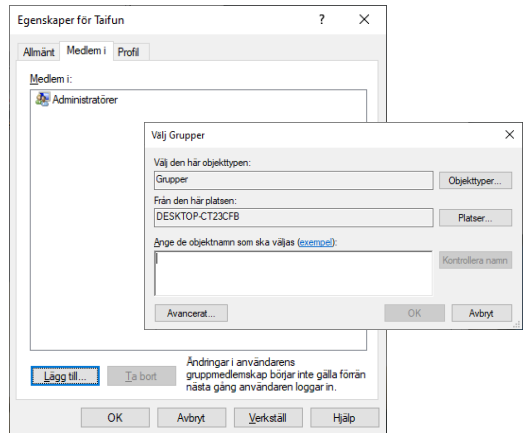 Egenskaper för Taifun
Allmänt Medlem i Profil
Medlem i:
Administratörer
Välj Grupper
Välj den här objekttypen:
Grupper
Objekttyper...
Från den här platsen:
DESKTOP-CT23CFB
Platser...
Ange de objektnamn som ska väljas (exempel):
Kontrollera namn
Avancerat...
OK
Avbryt
Lägg till...
Ta bort
Ändringar i användarens
gruppmedlemskap börjar inte gälla förrän
nästa gång användaren loggar in.
OK
Avbryt
Verkställ
Hjälp